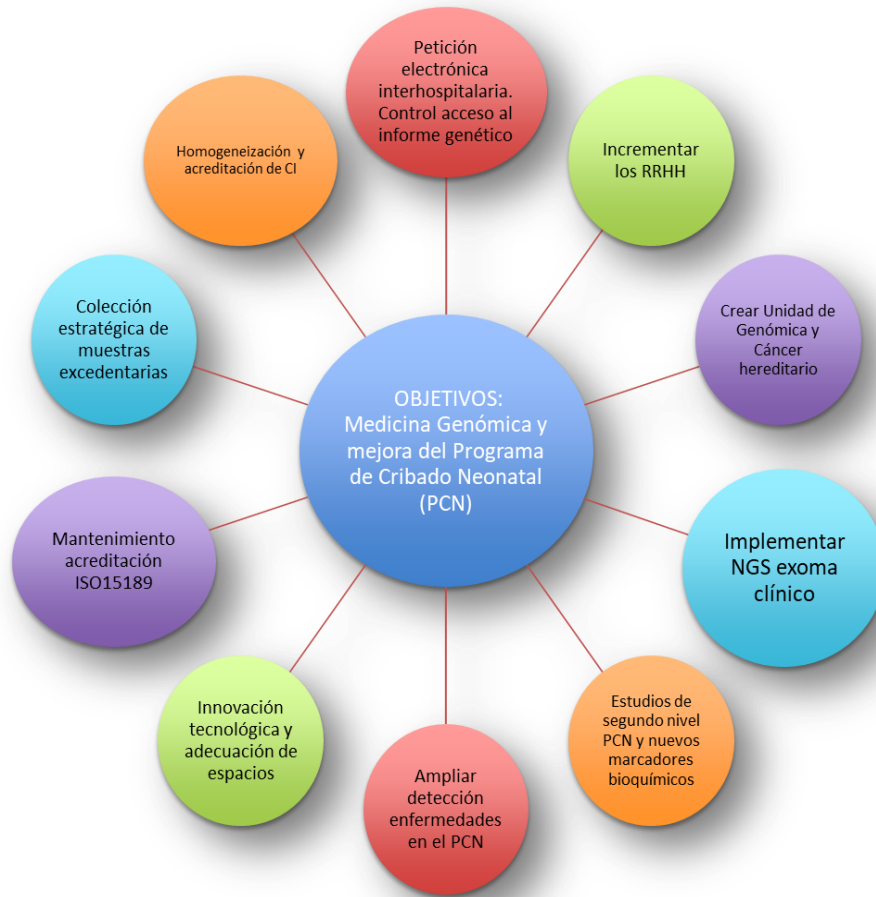 Petición
electrónica
interhospitalaria.
Control acceso al
informe genético
Incrementar
los RRHH
Crear Unidad de
Genómica y
Cáncer
hereditario
Implementar
NGS exoma
clínico
Estudios de
segundo nivel
PCN y nuevos
marcadores
bioquímicos
Ampliar
detección
enfermedades
en el PCN
Innovación
tecnológica y
adecuación de
espacios
Mantenimiento
acreditación
ISO15189
Colección
estratégica de
muestras
excedentarias
Homogeneización y
acreditación de CI
OBJETIVOS:
Medicina Genómica y
mejora del Programa
de Cribado Neonatal
(PCN)